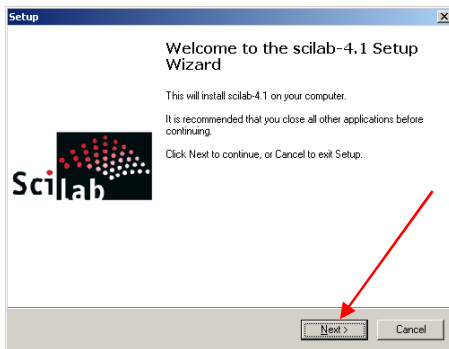 Setup
Welcome to the scilab-4.1 Setup
Wizard
This will install scilab-4.1 on your computer.
It is recommended that you close all other applications before
continuing.
Click Next to continue, or Cancel to exit Setup.
Scilab
Next >
Cancel